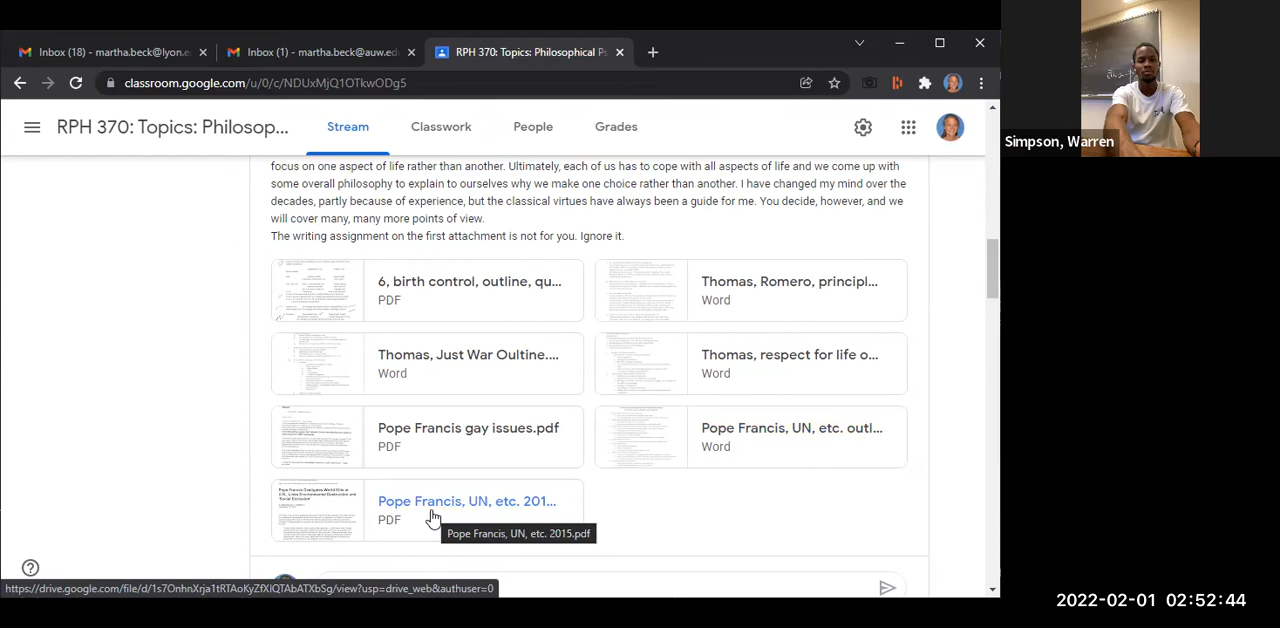 Inbox (18) - martha.beck@lyon.e
Inbox (1) - martha.beck@auw.ed
RPH 370: Topics: Philosophical Ps
classroom.google.com/u/0/c/NDUxMjQ1OTkwODg5
RPH 370: Topics: Philosop...
Stream
Classwork
People
Grades
Simpson, Warren
focus on one aspect of life rather than another. Ultimately, each of us has to cope with all aspects of life and we come up with
some overall philosophy to explain to ourselves why we make one choice rather than another. I have changed my mind over the
decades, partly because of experience, but the classical virtues have always been a guide for me. You decide, however, and we
will cover many, many more points of view.
The writing assignment on the first attachment is not for you. Ignore it.
6, birth control, outline, qu...
PDF
Thomas, Romero, principl...
Word
Thomas, Just War Oultine....
Word
Thomas, respect for life o...
Word
Pope Francis gay issues.pdf
PDF
Pope Francis, UN, etc. outl...
Word
Pope Francis, UN, etc. 201...
PDF
Pope Francis, UN, etc. 2015.pdf
https://drive.google.com/file/d/1s7OnhnXrja1tRTAoKyZfXlQTAbATXbSg/view?usp=drive_web&authuser=0
2022-02-01 02:52:44